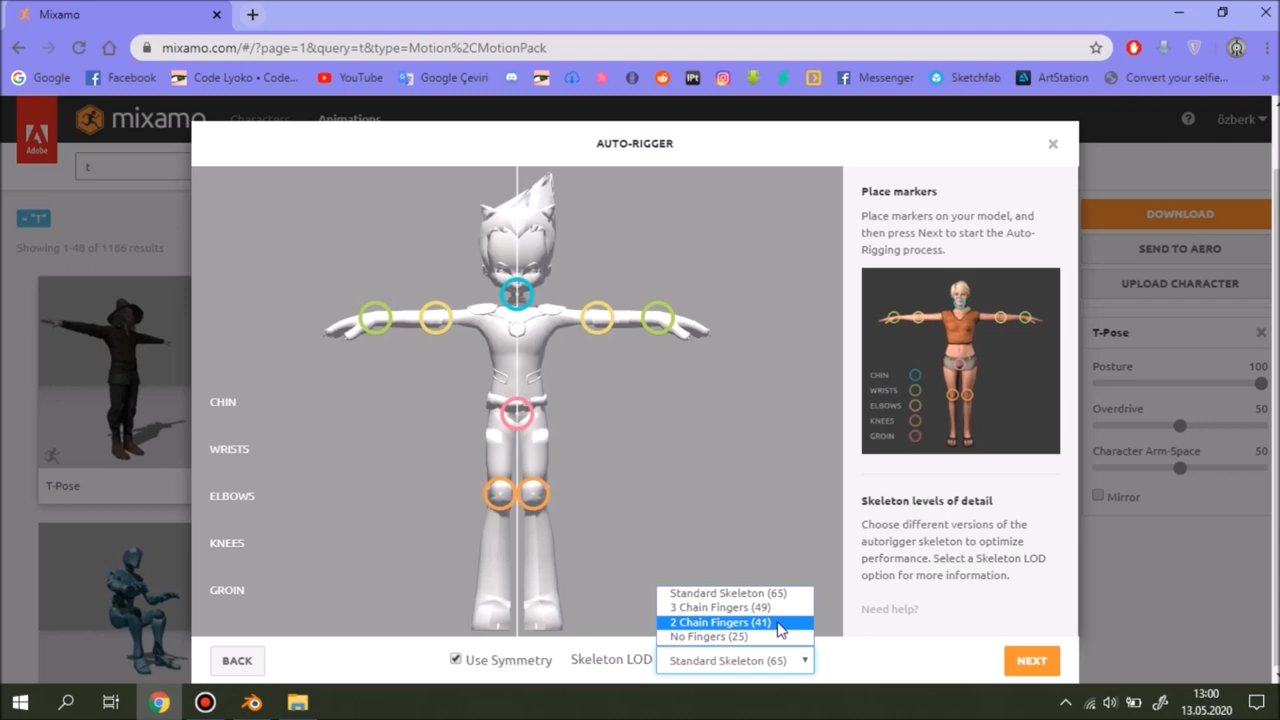 Mixamo
mixamo.com/#/?page=1&query=t&type=Motion%2CMotionPack
Google
Facebook
Code Lyoko • Code...
YouTube
Google Çeviri
IPt
Messenger
Sketchfab
ArtStation
Convert your selfie...
»
Adobe
mixamo
Characters
Animations
özberk
t
= "T"
Showing 1-48 of 1186 results
T-Pose
AUTO-RIGGER
CHIN
WRISTS
ELBOWS
KNEES
GROIN
Place markers
Place markers on your model, and
then press Next to start the Auto-
Rigging process.
CHIN
WRISTS
ELBOWS
KNEES
GROIN
Skeleton levels of detail
Choose different versions of the
autorigger skeleton to optimize
performance. Select a Skeleton LOD
option for more information.
Need help?
Standard Skeleton (65)
3 Chain Fingers (49)
2 Chain Fingers (41)
No Fingers (25)
BACK
Use Symmetry
Skeleton LOD
Standard Skeleton (65)
NEXT
DOWNLOAD
SEND TO AERO
UPLOAD CHARACTER
T-Pose
Posture 100
Overdrive 50
Character Arm-Space 50
Mirror
13:00
13.05.2020